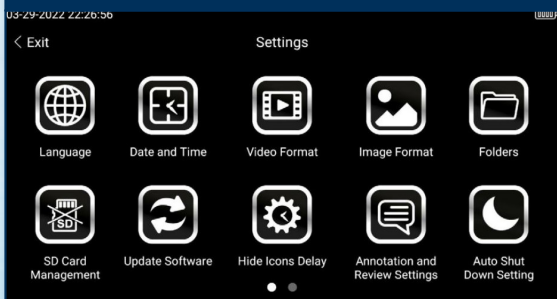 03-29-2022 22:26:56
< Exit
Settings
Language
Date and Time
Video Format
Image Format
Folders
SD
SD Card
Management
Update Software
Hide Icons Delay
Annotation and
Review Settings
Auto Shut
Down Setting